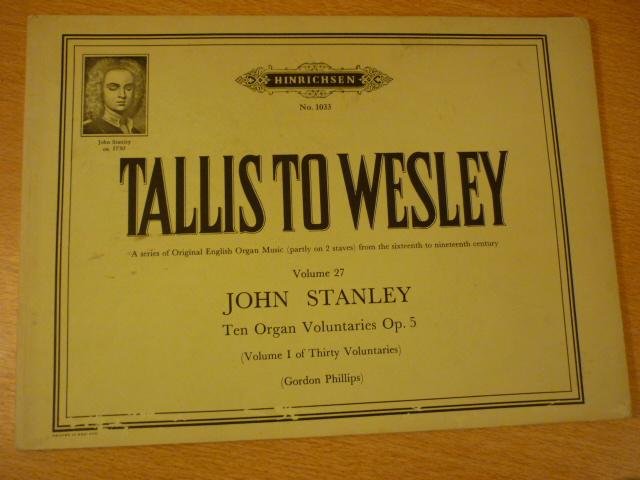 HINRICHSEN
No. 1033
John Stanley
ca. 1730
TALLIS TO WESLEY
A series of Original English Organ Music (partly on 2 staves) from the sixteenth to nineteenth century
Volume 27
JOHN STANLEY
Ten Organ Voluntaries Op. 5
(Volume I of Thirty Voluntaries)
(Gordon Phillips)